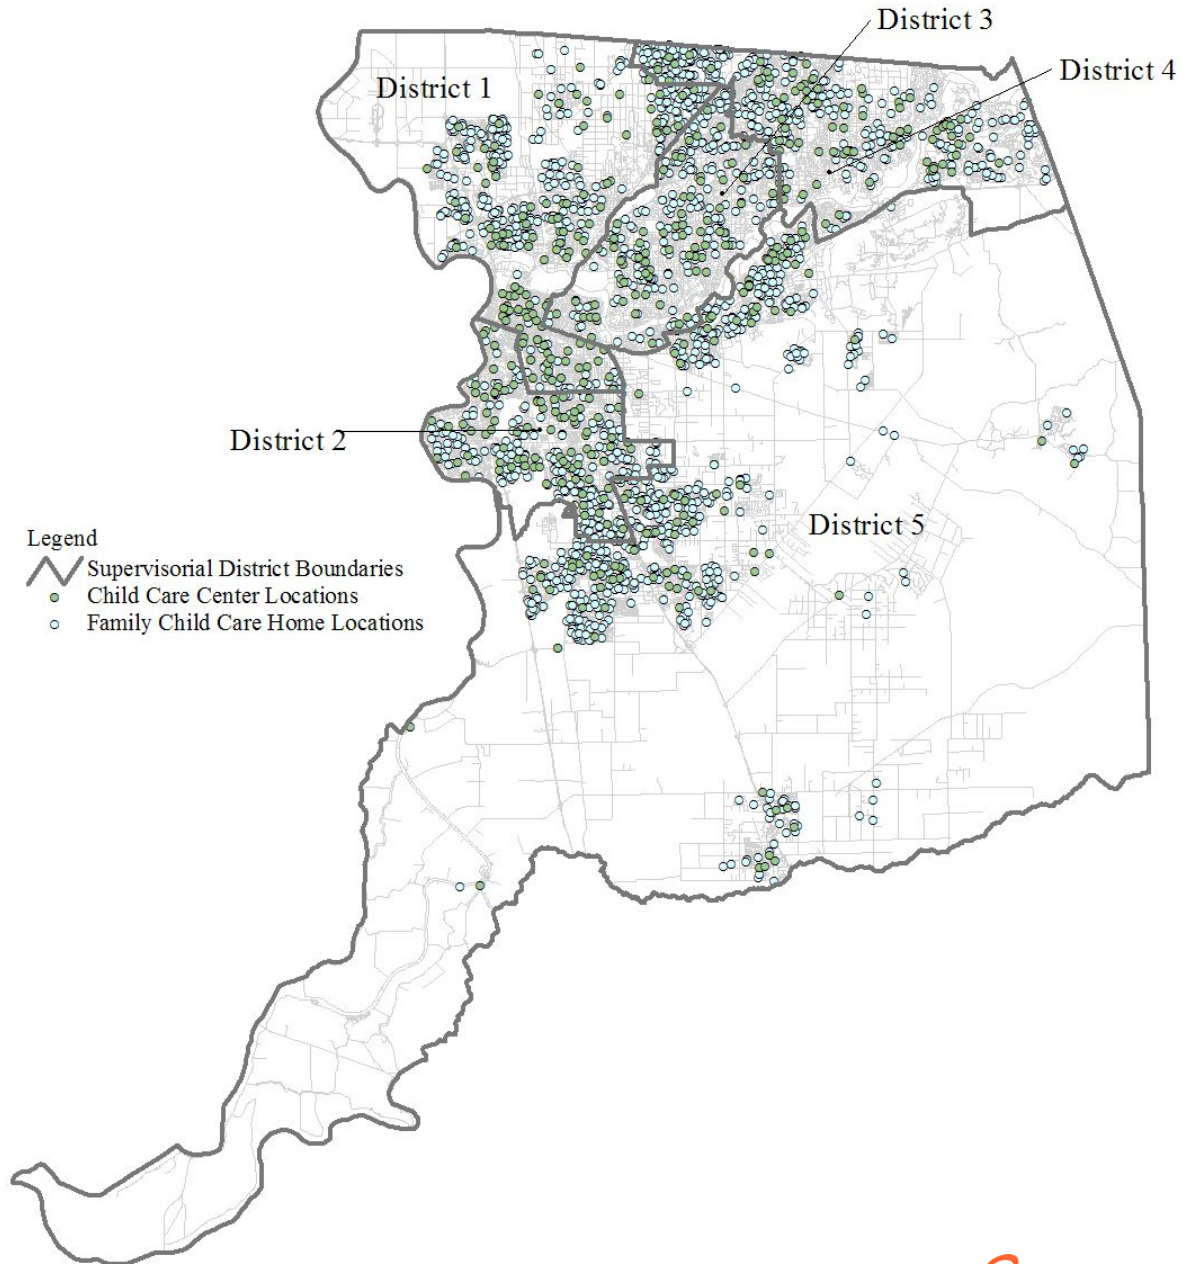 District 3
District 4
District 1
District 2
District 5
Legend
Supervisorial District Boundaries
Child Care Center Locations
Family Child Care Home Locations